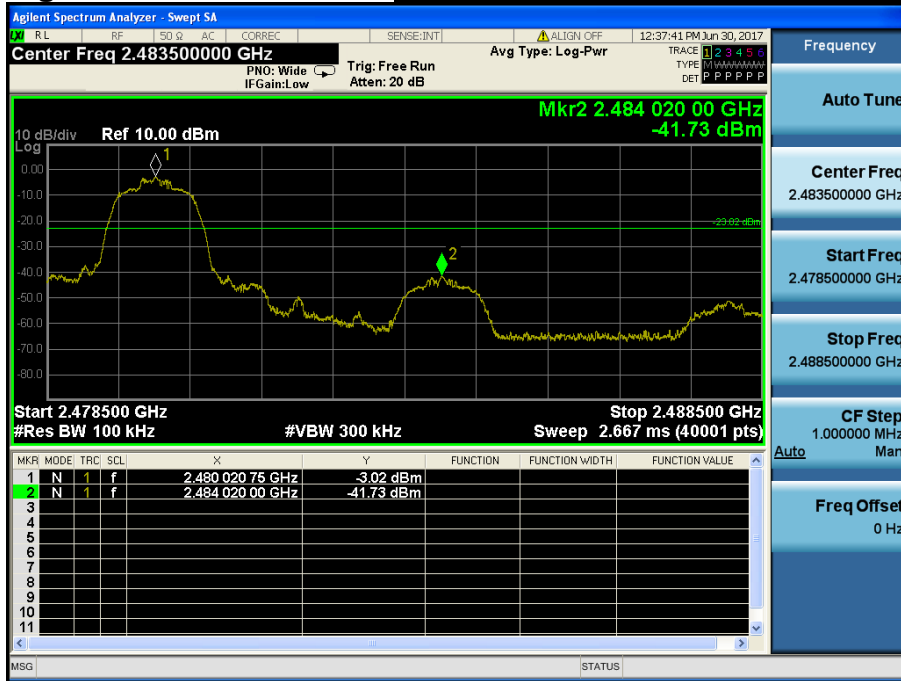 Agilent Spectrum Analyzer - Swept SA
LXI RL RF 50 Ω AC CORREC SENSE:INT ALIGN OFF 12:37:41 PM Jun 30, 2017
Center Freq 2.483500000 GHz Avg Type: Log-Pwr TRACE 1 2 3 4 5 6
PNO: Wide Trig: Free Run TYPE M WWWWW
IFGain:Low Atten: 20 dB DET P P P P P P
Mkr2 2.484 020 00 GHz
10 dB/div Ref 10.00 dBm -41.73 dBm
Log
1
0.00
-10.0
-20.0
-23.02 dBm
-30.0
2
-40.0
-50.0
-60.0
-70.0
-80.0
Start 2.478500 GHz Stop 2.488500 GHz
#Res BW 100 kHz #VBW 300 kHz Sweep 2.667 ms (40001 pts)
MKR MODE TRC SCL X Y FUNCTION FUNCTION WIDTH FUNCTION VALUE
1 N 1 f 2.480 020 75 GHz -3.02 dBm
2 N 1 f 2.484 020 00 GHz -41.73 dBm
3
4
5
6
7
8
9
10
11
MSG STATUS
Frequency
Auto Tune
Center Freq
2.483500000 GHz
Start Freq
2.478500000 GHz
Stop Freq
2.488500000 GHz
CF Step
1.000000 MHz
Auto Man
Freq Offset
0 Hz